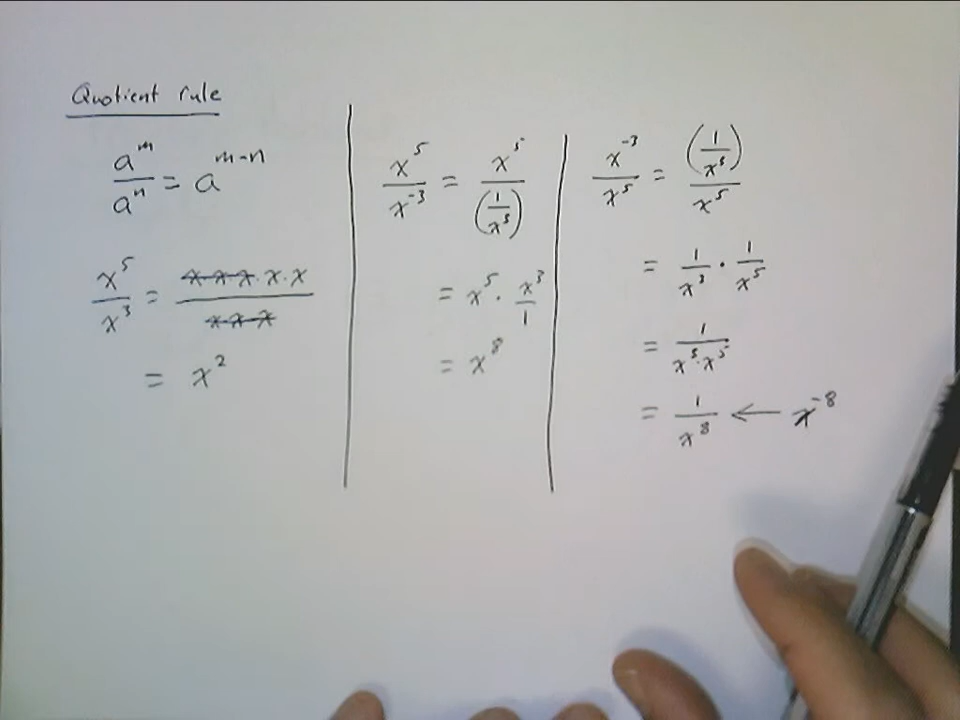 Quotient rule
a^m / a^n = a^(m-n)
x^5 / x^3 = x·x·x·x·x / x·x·x
= x^2
x^5 / x^-3 = x^5 / (1/x^3)
= x^5 · x^3/1
= x^8
x^-3 / x^5 = (1/x^3) / x^5
= 1/x^3 · 1/x^5
= 1 / x^3·x^5
= 1/x^8 ← x^-8